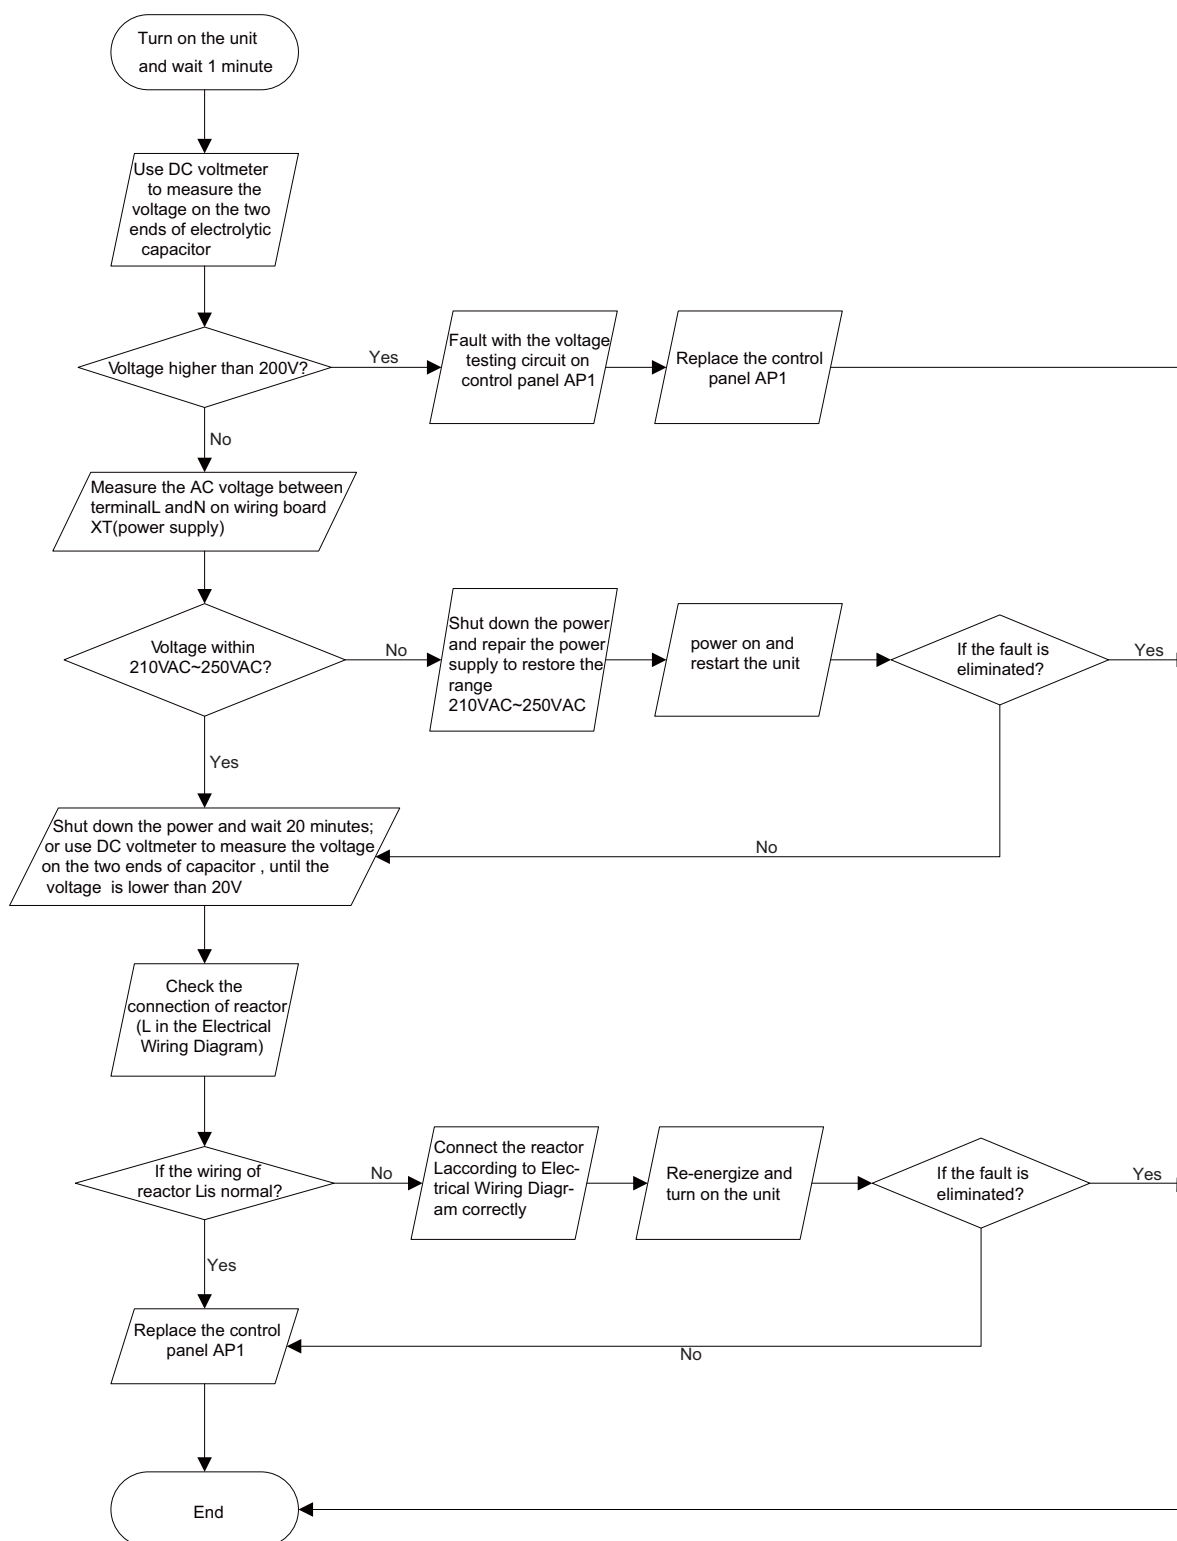 Turn on the unit
and wait 1 minute
Use DC voltmeter
to measure the
voltage on the two
ends of electrolytic
capacitor
Voltage higher than 200V?
Yes
Fault with the voltage
testing circuit on
control panel AP1
Replace the control
panel AP1
No
Measure the AC voltage between
terminalL andN on wiring board
XT(power supply)
Voltage within
210VAC~250VAC?
No
Shut down the power
and repair the power
supply to restore the
range
210VAC~250VAC
power on and
restart the unit
If the fault is
eliminated?
Yes
Yes
No
Shut down the power and wait 20 minutes;
or use DC voltmeter to measure the voltage
on the two ends of capacitor , until the
voltage is lower than 20V
Check the
connection of reactor
(L in the Electrical
Wiring Diagram)
If the wiring of
reactor Lis normal?
No
Connect the reactor
Laccording to Elec-
trical Wiring Diagr-
am correctly
Re-energize and
turn on the unit
If the fault is
eliminated?
Yes
Yes
No
Replace the control
panel AP1
End